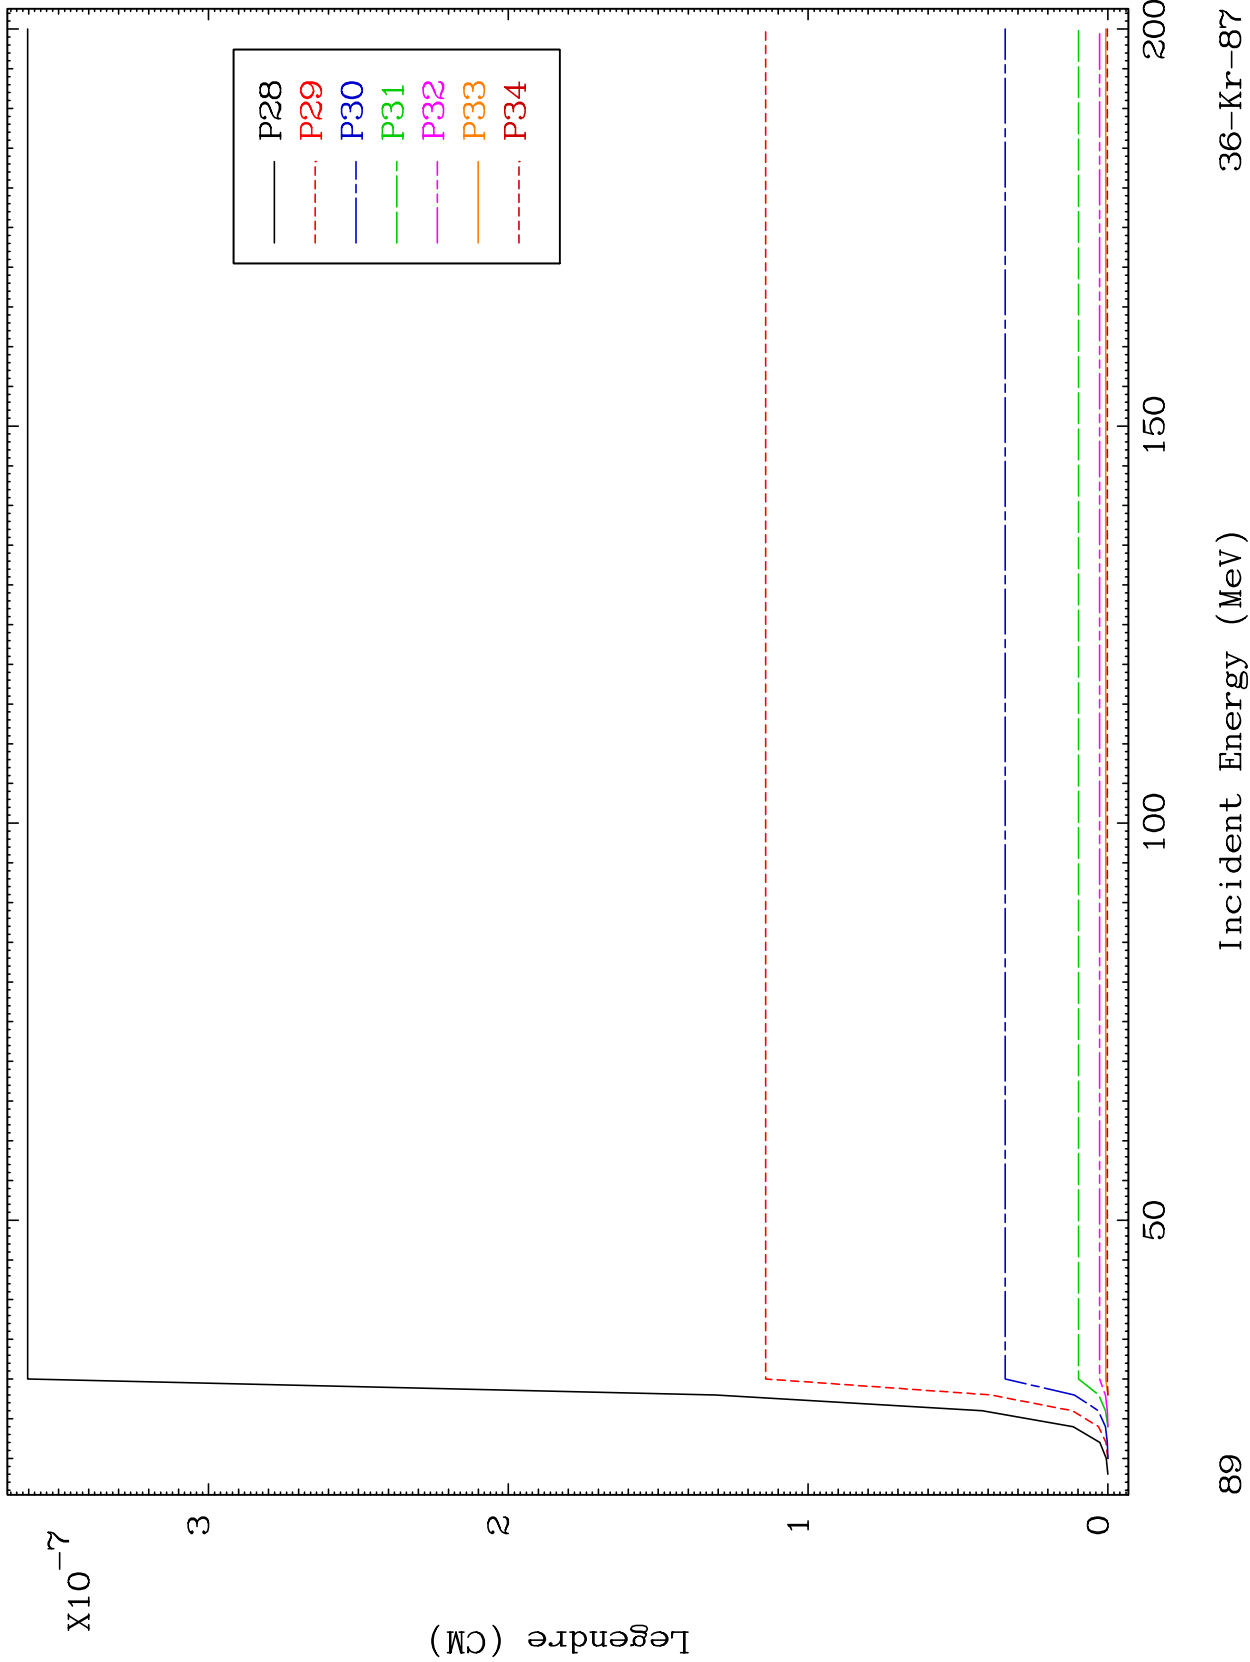 X10-7
3
2
1
0
Legendre (CM)
P28
P29
P30
P31
P32
P33
P34
50
100
150
200
Incident Energy (MeV)
89
36-Kr-87